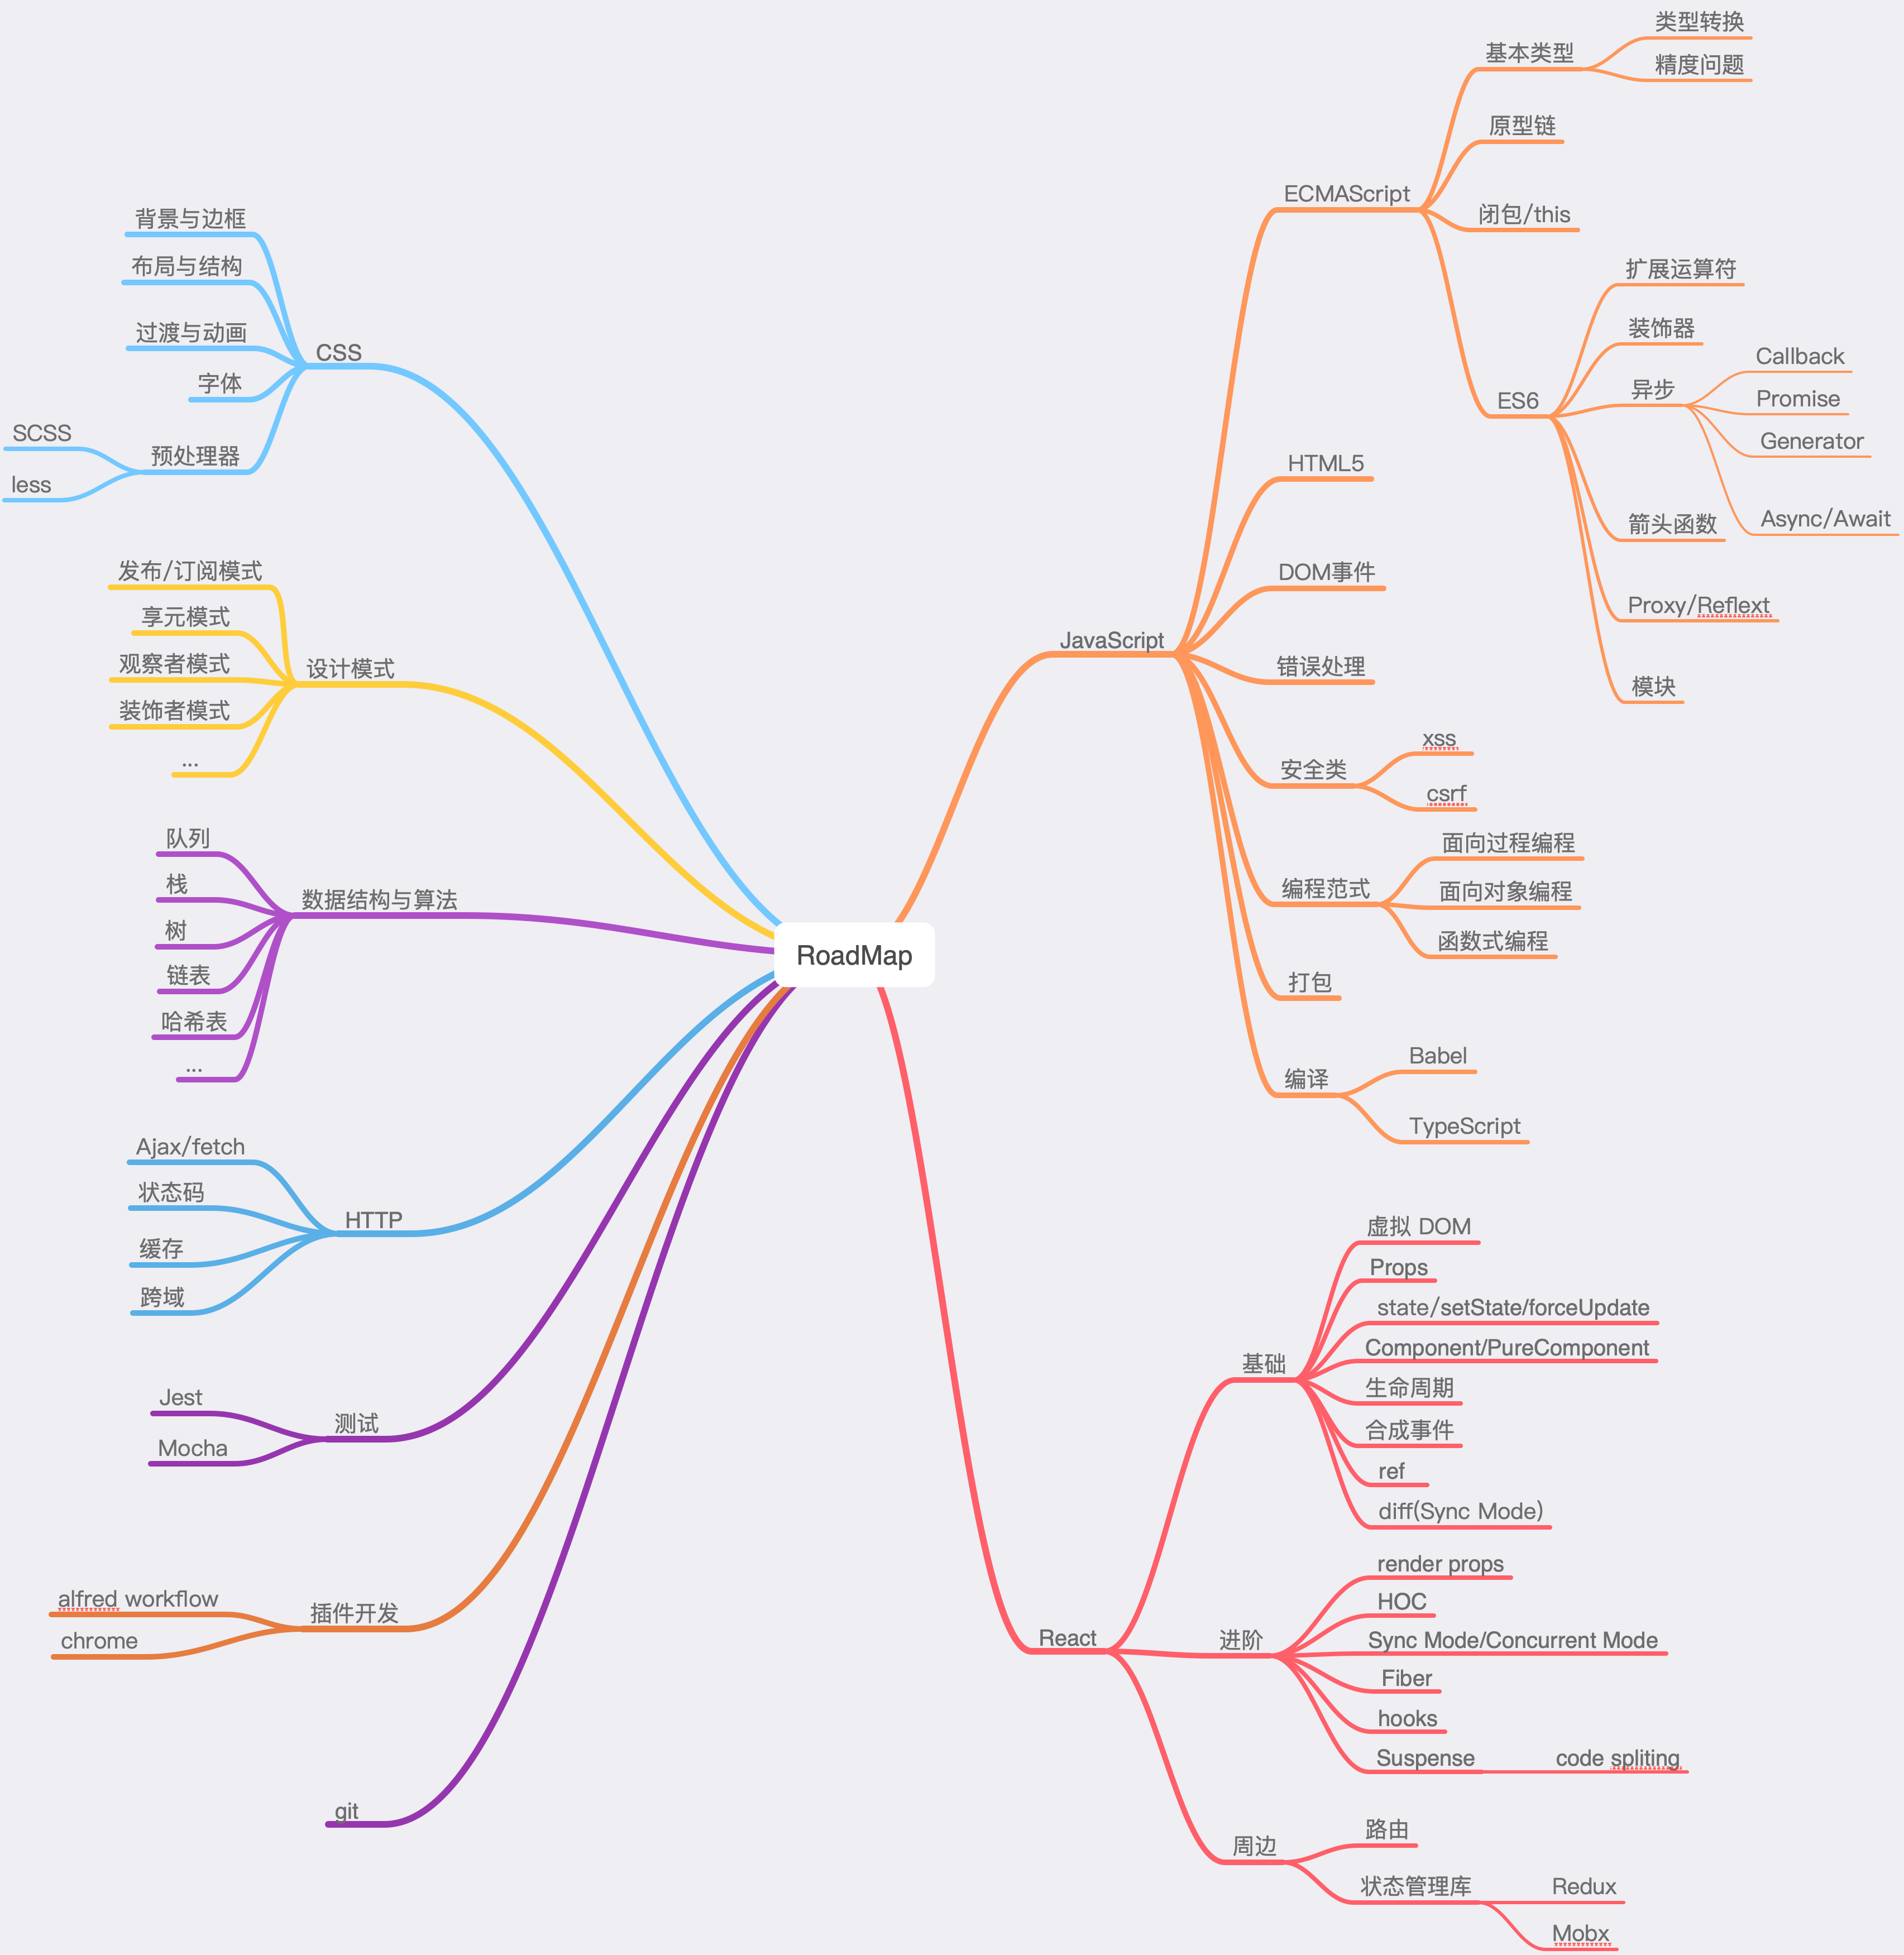 RoadMap
JavaScript
ECMAScript
基本类型
类型转换
精度问题
原型链
闭包/this
ES6
扩展运算符
装饰器
异步
Callback
Promise
Generator
Async/Await
箭头函数
Proxy/Reflext
模块
HTML5
DOM事件
错误处理
安全类
xss
csrf
编程范式
面向过程编程
面向对象编程
函数式编程
打包
编译
Babel
TypeScript
React
基础
虚拟 DOM
Props
state/setState/forceUpdate
Component/PureComponent
生命周期
合成事件
ref
diff(Sync Mode)
进阶
render props
HOC
Sync Mode/Concurrent Mode
Fiber
hooks
Suspense
code spliting
周边
路由
状态管理库
Redux
Mobx
CSS
背景与边框
布局与结构
过渡与动画
字体
预处理器
SCSS
less
设计模式
发布/订阅模式
享元模式
观察者模式
装饰者模式
...
数据结构与算法
队列
栈
树
链表
哈希表
...
HTTP
Ajax/fetch
状态码
缓存
跨域
测试
Jest
Mocha
插件开发
alfred workflow
chrome
git